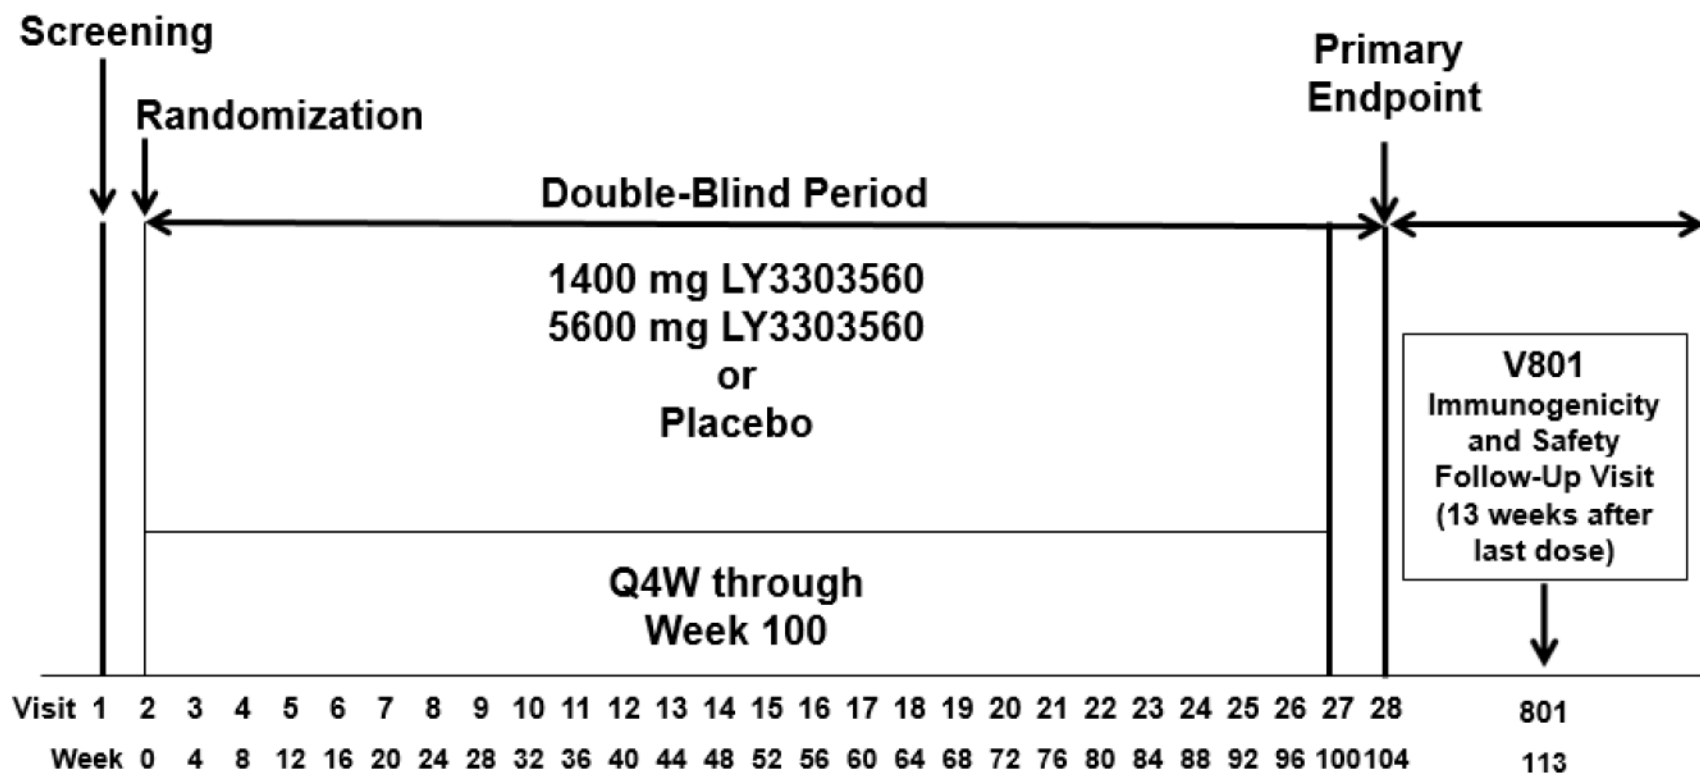 Screening
Randomization
Primary
Endpoint
Double-Blind Period
1400 mg LY3303560
5600 mg LY3303560
or
Placebo
Q4W through
Week 100
V801
Immunogenicity
and Safety
Follow-Up Visit
(13 weeks after
last dose)
Visit 1 2 3 4 5 6 7 8 9 10 11 12 13 14 15 16 17 18 19 20 21 22 23 24 25 26 27 28 801
Week 0 4 8 12 16 20 24 28 32 36 40 44 48 52 56 60 64 68 72 76 80 84 88 92 96 100 104 113